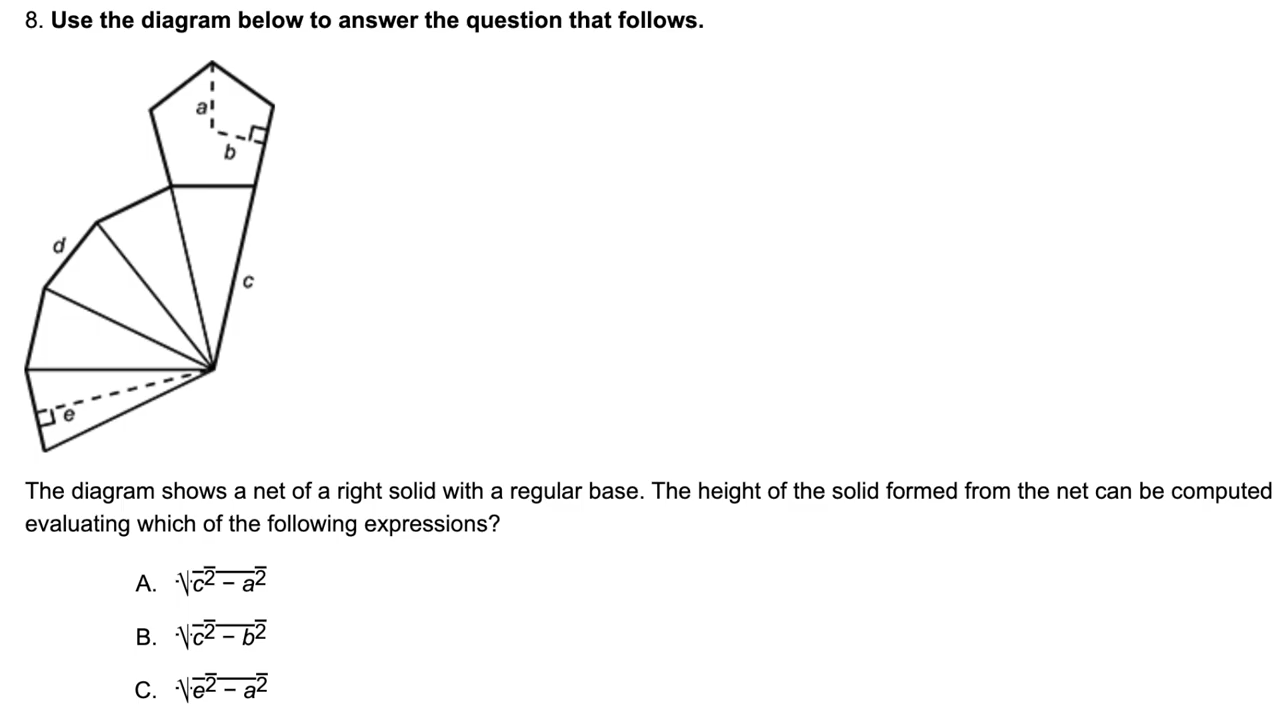 8. Use the diagram below to answer the question that follows.
a
b
d
c
e
The diagram shows a net of a right solid with a regular base. The height of the solid formed from the net can be computed
evaluating which of the following expressions?
A. √c² − a²
B. √c² − b²
C. √e² − a²